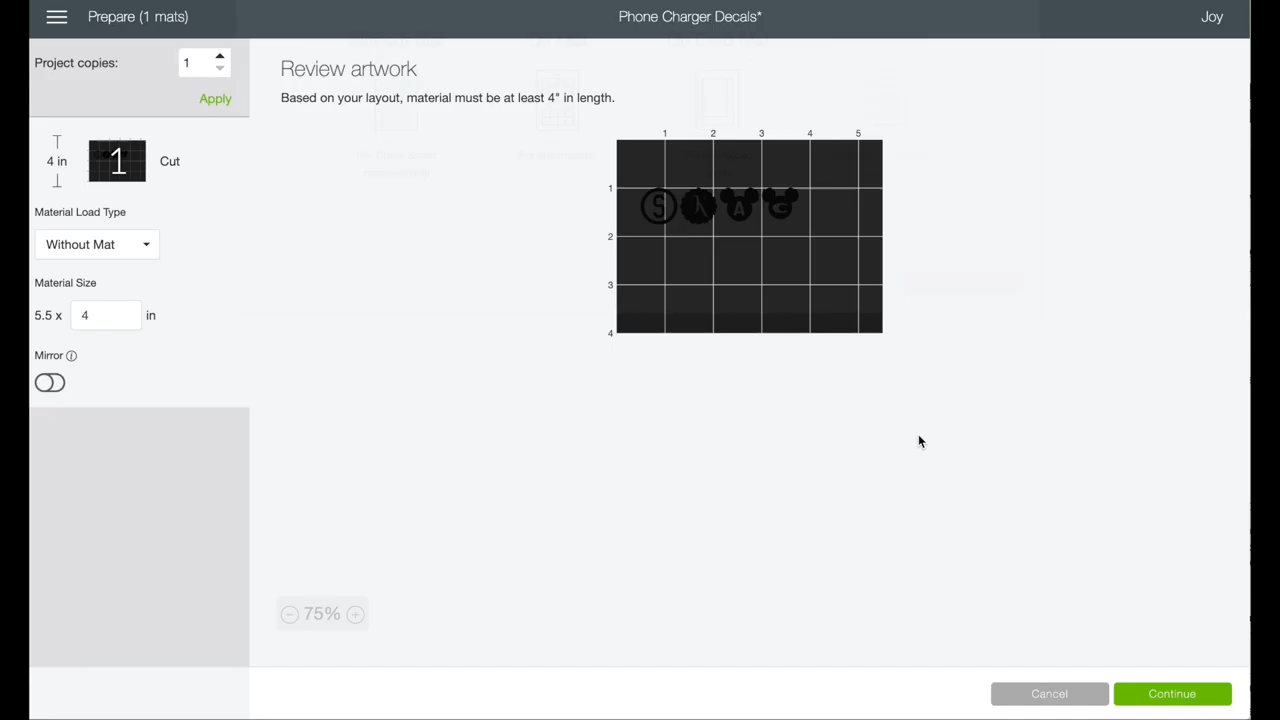 Prepare (1 mats)
Phone Charger Decals*
Joy
Project copies:
1
Apply
4 in
1
Cut
Material Load Type
Without Mat
Material Size
5.5 x
4
in
Mirror
Review artwork
Based on your layout, material must be at least 4" in length.
1 2 3 4 5
1
2
3
4
S A G
75%
Cancel
Continue